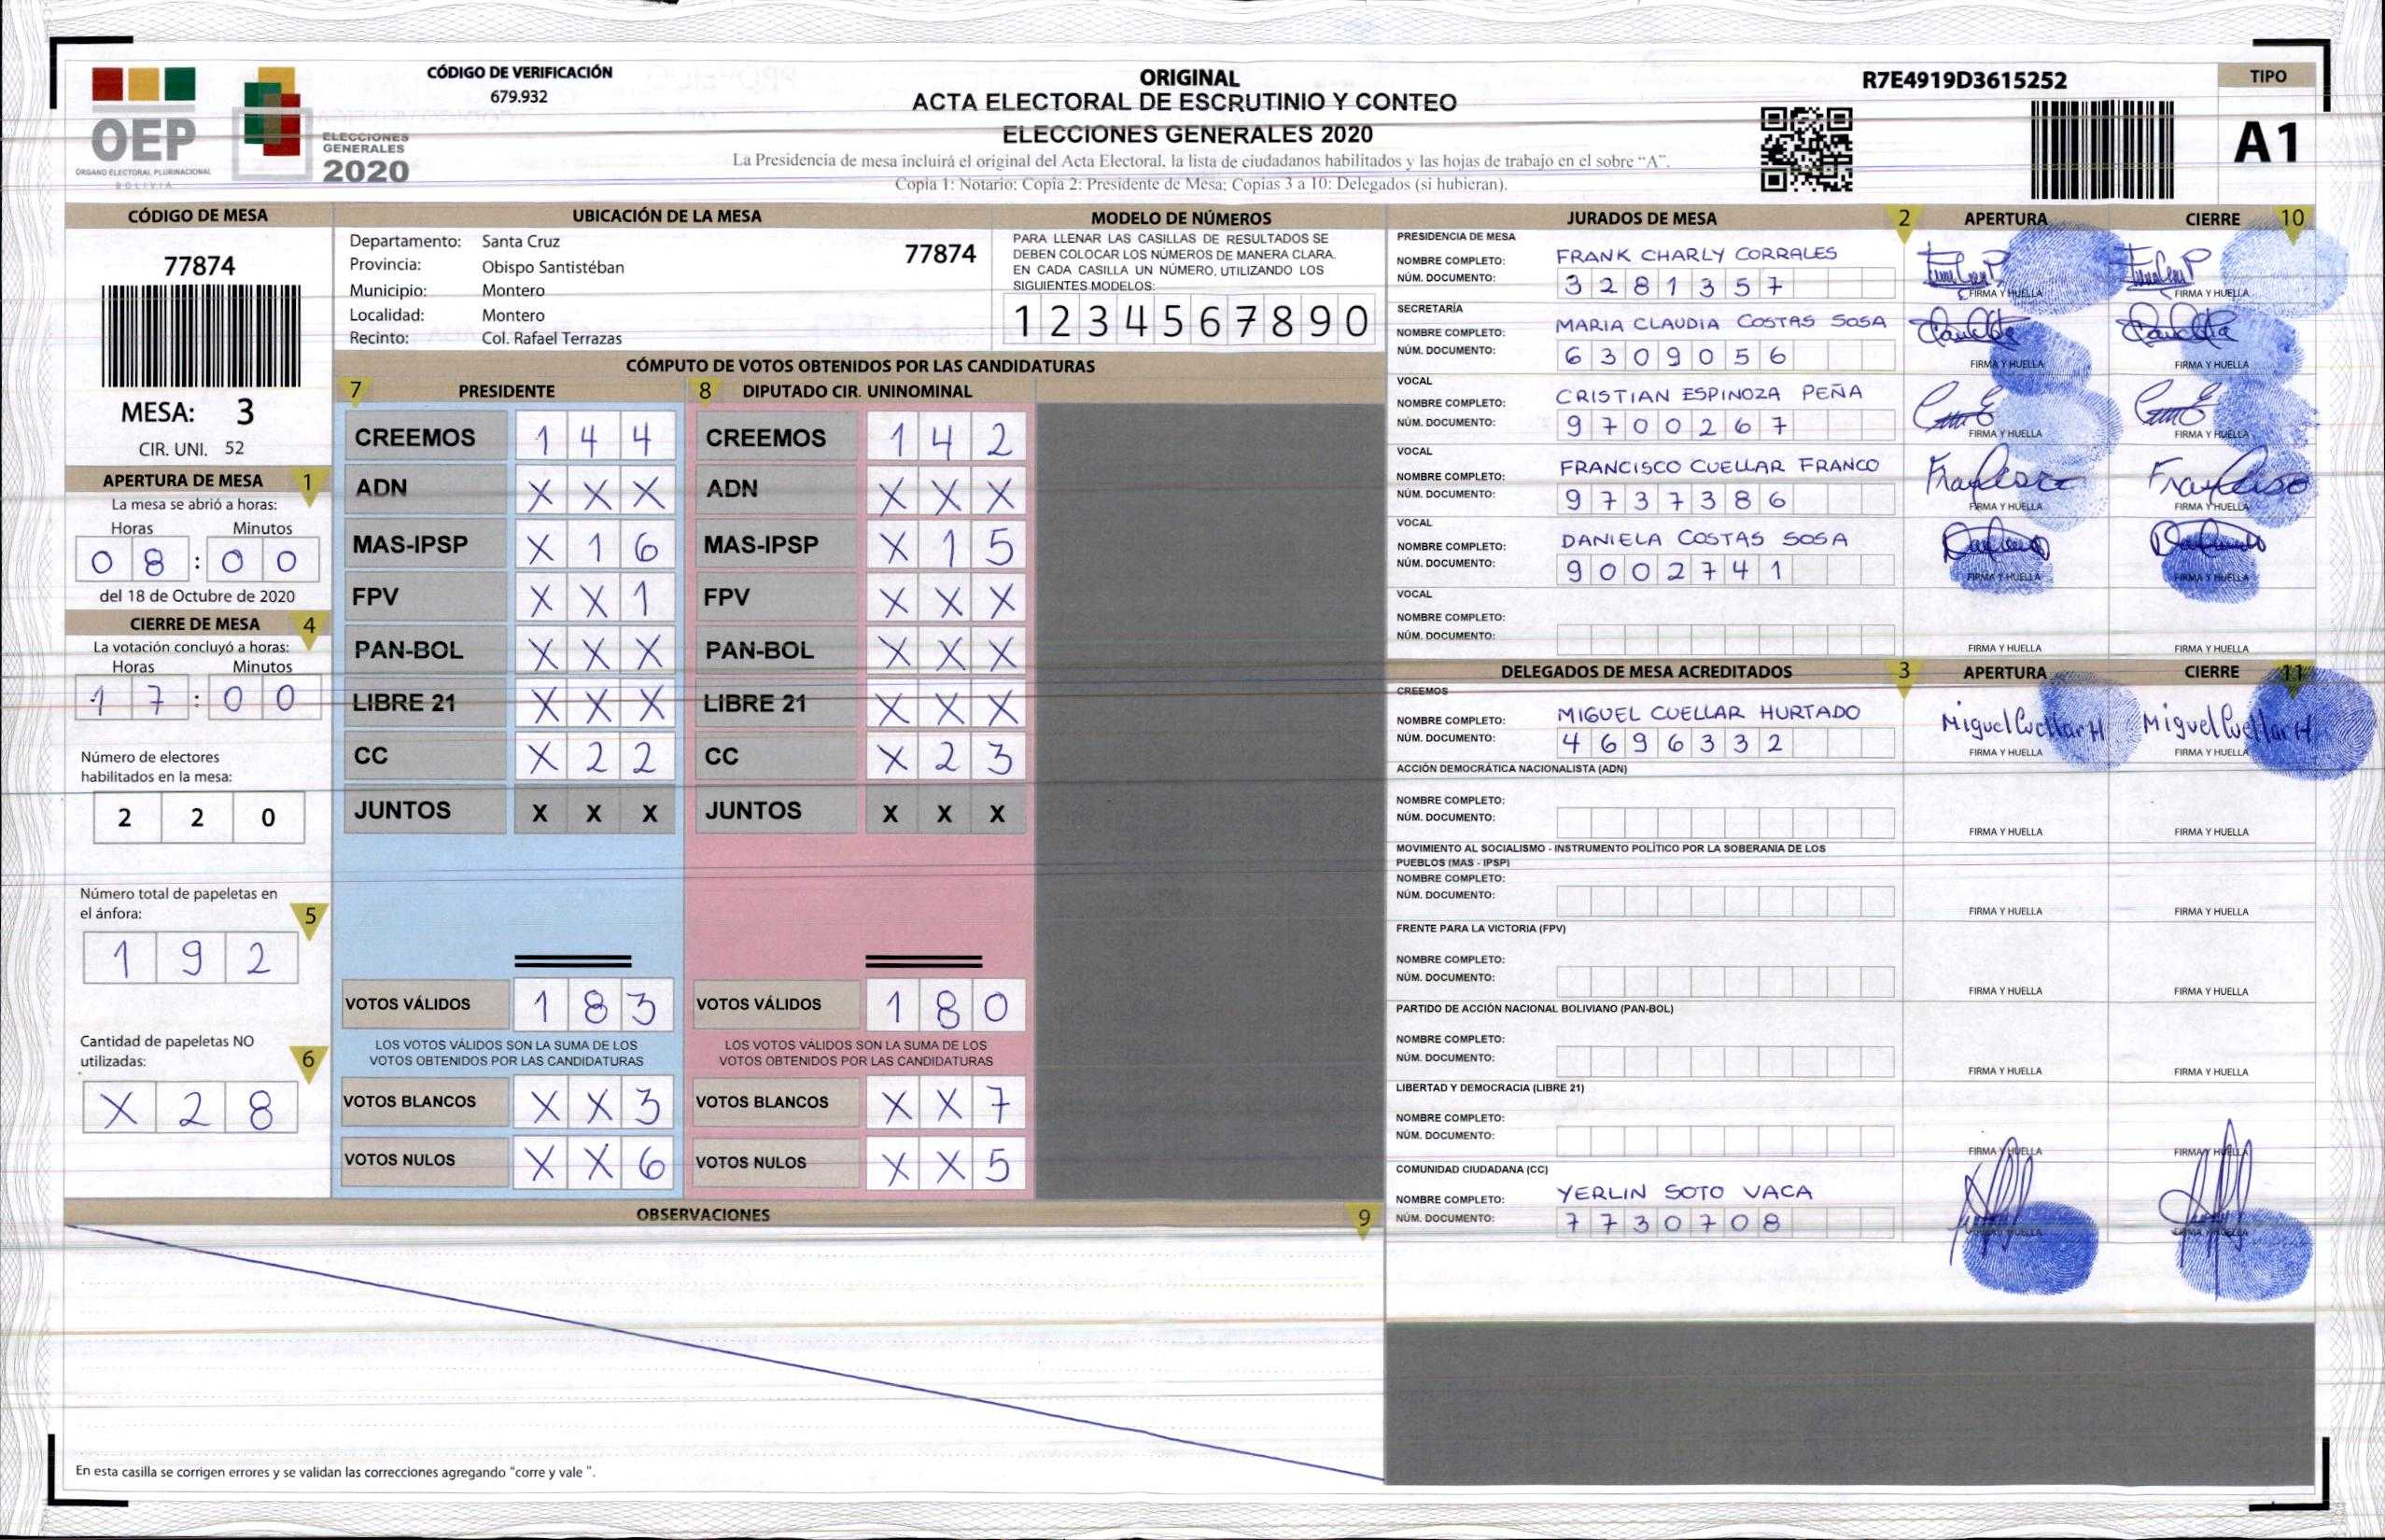 CÓDIGO DE VERIFICACIÓN
679.932
OEP
ÓRGANO ELECTORAL PLURINACIONAL
BOLIVIA
ELECCIONES
GENERALES
2020
ORIGINAL
ACTA ELECTORAL DE ESCRUTINIO Y CONTEO
ELECCIONES GENERALES 2020
La Presidencia de mesa incluirá el original del Acta Electoral, la lista de ciudadanos habilitados y las hojas de trabajo en el sobre “A”.
Copia 1: Notario; Copia 2: Presidente de Mesa; Copias 3 a 10: Delegados (si hubieran).
R7E4919D3615252
TIPO
A1
CÓDIGO DE MESA
77874
MESA: 3
CIR. UNI. 52
APERTURA DE MESA 1
La mesa se abrió a horas:
Horas Minutos
0 8 : 0 0
del 18 de Octubre de 2020
CIERRE DE MESA 4
La votación concluyó a horas:
Horas Minutos
1 7 : 0 0
Número de electores
habilitados en la mesa:
2 2 0
Número total de papeletas en
el ánfora: 5
1 9 2
Cantidad de papeletas NO
utilizadas: 6
X 2 8
UBICACIÓN DE LA MESA
Departamento: Santa Cruz
Provincia: Obispo Santistéban
Municipio: Montero
Localidad: Montero
Recinto: Col. Rafael Terrazas
77874
MODELO DE NÚMEROS
PARA LLENAR LAS CASILLAS DE RESULTADOS SE
DEBEN COLOCAR LOS NÚMEROS DE MANERA CLARA.
EN CADA CASILLA UN NÚMERO, UTILIZANDO LOS
SIGUIENTES MODELOS:
1 2 3 4 5 6 7 8 9 0
CÓMPUTO DE VOTOS OBTENIDOS POR LAS CANDIDATURAS
7 PRESIDENTE 8 DIPUTADO CIR. UNINOMINAL
CREEMOS 1 4 4 CREEMOS 1 4 2
ADN X X X ADN X X X
MAS-IPSP X 1 6 MAS-IPSP X 1 5
FPV X X 1 FPV X X X
PAN-BOL X X X PAN-BOL X X X
LIBRE 21 X X X LIBRE 21 X X X
CC X 2 2 CC X 2 3
JUNTOS X X X JUNTOS X X X
VOTOS VÁLIDOS 1 8 3 VOTOS VÁLIDOS 1 8 0
LOS VOTOS VÁLIDOS SON LA SUMA DE LOS LOS VOTOS VÁLIDOS SON LA SUMA DE LOS
VOTOS OBTENIDOS POR LAS CANDIDATURAS VOTOS OBTENIDOS POR LAS CANDIDATURAS
VOTOS BLANCOS X X 3 VOTOS BLANCOS X X 7
VOTOS NULOS X X 6 VOTOS NULOS X X 5
OBSERVACIONES 9
En esta casilla se corrigen errores y se validan las correcciones agregando “corre y vale ”.
JURADOS DE MESA 2 APERTURA CIERRE 10
PRESIDENCIA DE MESA
NOMBRE COMPLETO: FRANK CHARLY CORRALES
NÚM. DOCUMENTO: 3 2 8 1 3 5 7
FIRMA Y HUELLA FIRMA Y HUELLA
SECRETARÍA
NOMBRE COMPLETO: MARIA CLAUDIA COSTAS SOSA
NÚM. DOCUMENTO: 6 3 0 9 0 5 6
FIRMA Y HUELLA FIRMA Y HUELLA
VOCAL
NOMBRE COMPLETO: CRISTIAN ESPINOZA PEÑA
NÚM. DOCUMENTO: 9 7 0 0 2 6 7
FIRMA Y HUELLA FIRMA Y HUELLA
VOCAL
NOMBRE COMPLETO: FRANCISCO CUELLAR FRANCO
NÚM. DOCUMENTO: 9 7 3 7 3 8 6
FIRMA Y HUELLA FIRMA Y HUELLA
VOCAL
NOMBRE COMPLETO: DANIELA COSTAS SOSA
NÚM. DOCUMENTO: 9 0 0 2 7 4 1
FIRMA Y HUELLA FIRMA Y HUELLA
VOCAL
NOMBRE COMPLETO:
NÚM. DOCUMENTO:
FIRMA Y HUELLA FIRMA Y HUELLA
DELEGADOS DE MESA ACREDITADOS 3 APERTURA CIERRE 11
CREEMOS
NOMBRE COMPLETO: MIGUEL CUELLAR HURTADO
Miguel Cuellar H Miguel Cuellar H
NÚM. DOCUMENTO: 4 6 9 6 3 3 2
FIRMA Y HUELLA FIRMA Y HUELLA
ACCIÓN DEMOCRÁTICA NACIONALISTA (ADN)
NOMBRE COMPLETO:
NÚM. DOCUMENTO:
FIRMA Y HUELLA FIRMA Y HUELLA
MOVIMIENTO AL SOCIALISMO - INSTRUMENTO POLÍTICO POR LA SOBERANIA DE LOS
PUEBLOS (MAS - IPSP)
NOMBRE COMPLETO:
NÚM. DOCUMENTO:
FIRMA Y HUELLA FIRMA Y HUELLA
FRENTE PARA LA VICTORIA (FPV)
NOMBRE COMPLETO:
NÚM. DOCUMENTO:
FIRMA Y HUELLA FIRMA Y HUELLA
PARTIDO DE ACCIÓN NACIONAL BOLIVIANO (PAN-BOL)
NOMBRE COMPLETO:
NÚM. DOCUMENTO:
FIRMA Y HUELLA FIRMA Y HUELLA
LIBERTAD Y DEMOCRACIA (LIBRE 21)
NOMBRE COMPLETO:
NÚM. DOCUMENTO:
FIRMA Y HUELLA FIRMA Y HUELLA
COMUNIDAD CIUDADANA (CC)
NOMBRE COMPLETO: YERLIN SOTO VACA
NÚM. DOCUMENTO: 7 7 3 0 7 0 8
FIRMA Y HUELLA FIRMA Y HUELLA